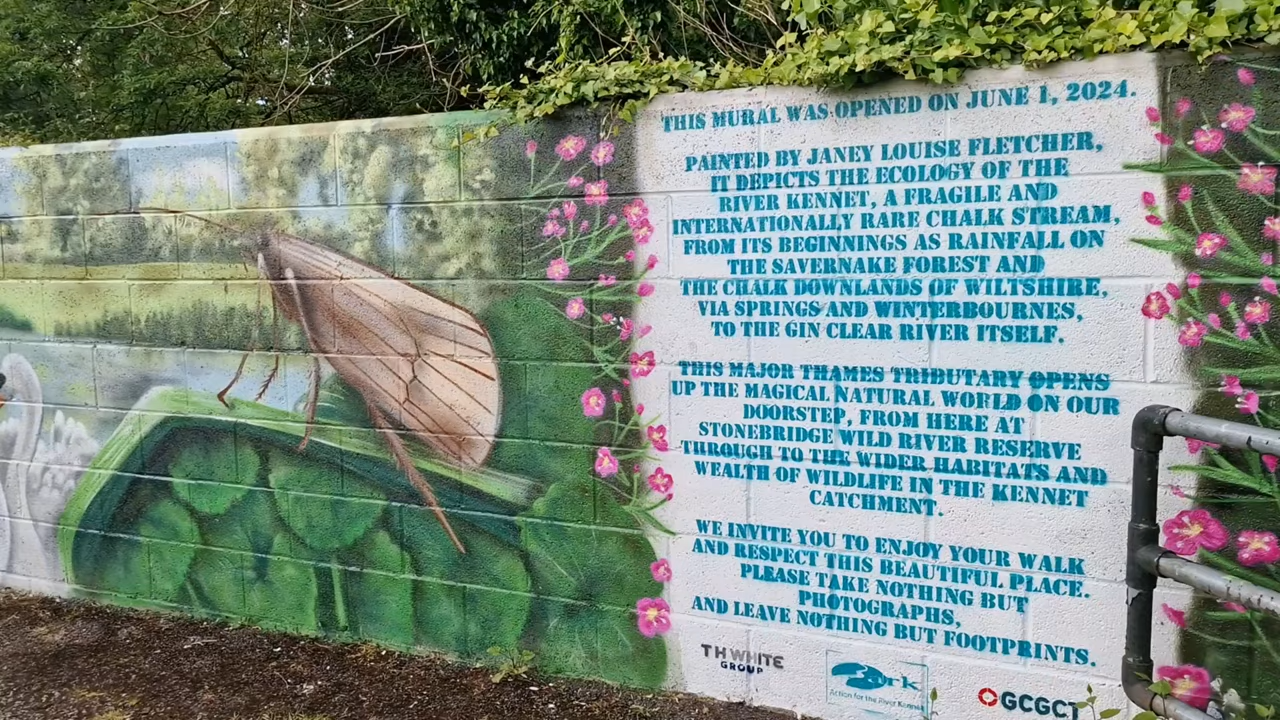 THIS MURAL WAS OPENED ON JUNE 1, 2024.
PAINTED BY JANEY LOUISE FLETCHER,
IT DEPICTS THE ECOLOGY OF THE
RIVER KENNET, A FRAGILE AND
INTERNATIONALLY RARE CHALK STREAM,
FROM ITS BEGINNINGS AS RAINFALL ON
THE SAVERNAKE FOREST AND
THE CHALK DOWNLANDS OF WILTSHIRE,
VIA SPRINGS AND WINTERBOURNES,
TO THE GIN CLEAR RIVER ITSELF.
THIS MAJOR THAMES TRIBUTARY OPENS
UP THE MAGICAL NATURAL WORLD ON OUR
DOORSTEP, FROM HERE AT
STONEBRIDGE WILD RIVER RESERVE
THROUGH TO THE WIDER HABITATS AND
WEALTH OF WILDLIFE IN THE KENNET
CATCHMENT.
WE INVITE YOU TO ENJOY YOUR WALK
AND RESPECT THIS BEAUTIFUL PLACE.
PLEASE TAKE NOTHING BUT
PHOTOGRAPHS,
AND LEAVE NOTHING BUT FOOTPRINTS.
TH WHITE
GROUP
Ark
Action for the River Kennet
GCGCT